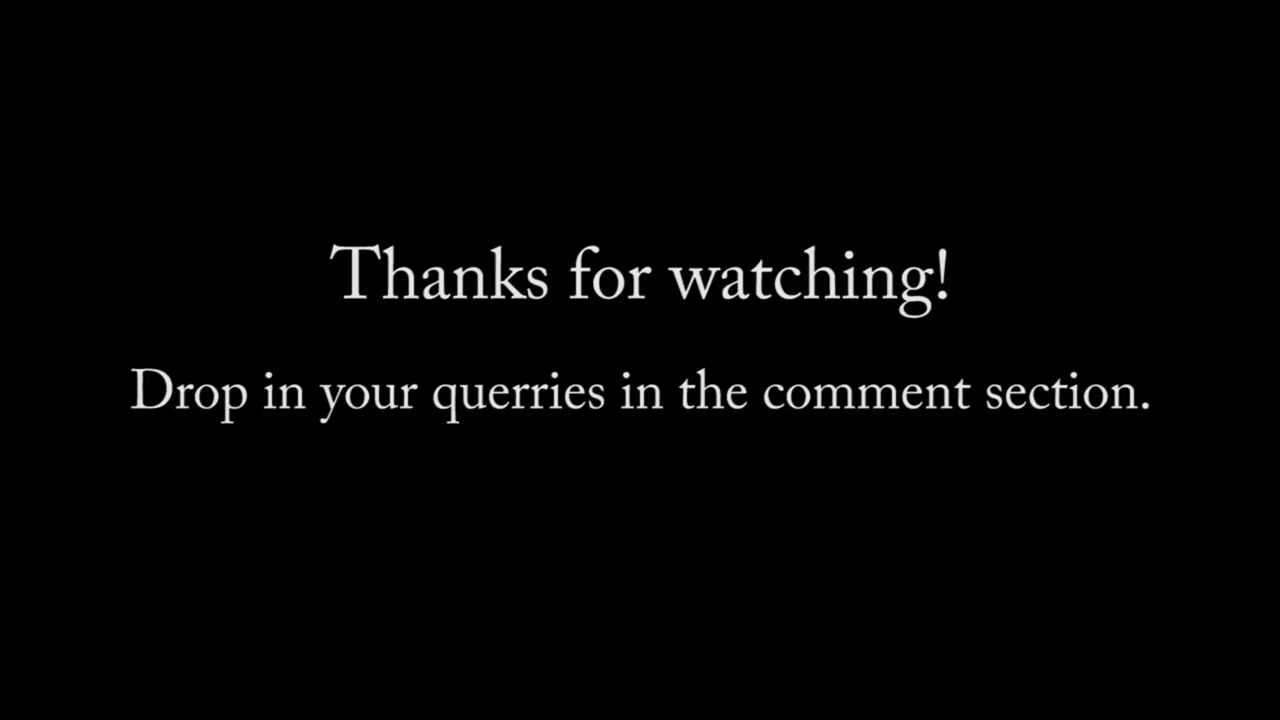 Thanks for watching!
Drop in your querries in the comment section.